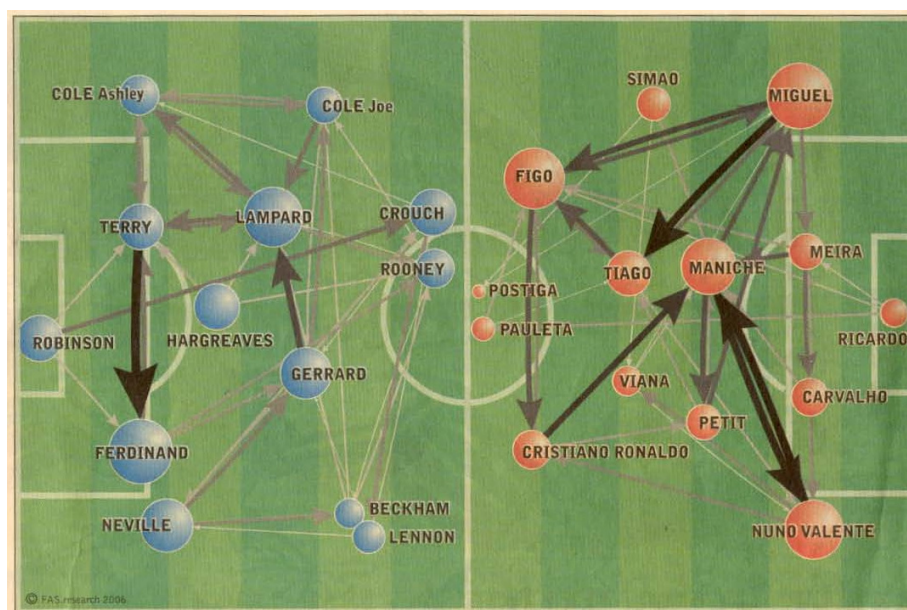 COLE Ashley
COLE Joe
TERRY
LAMPARD
CROUCH
ROONEY
HARGREAVES
ROBINSON
GERRARD
FERDINAND
NEVILLE
BECKHAM
LENNON
SIMAO
MIGUEL
FIGO
TIAGO
MANICHE
MEIRA
POSTIGA
PAULETA
RICARDO
VIANA
CARVALHO
PETIT
CRISTIANO RONALDO
NUNO VALENTE
© FAS.research 2006